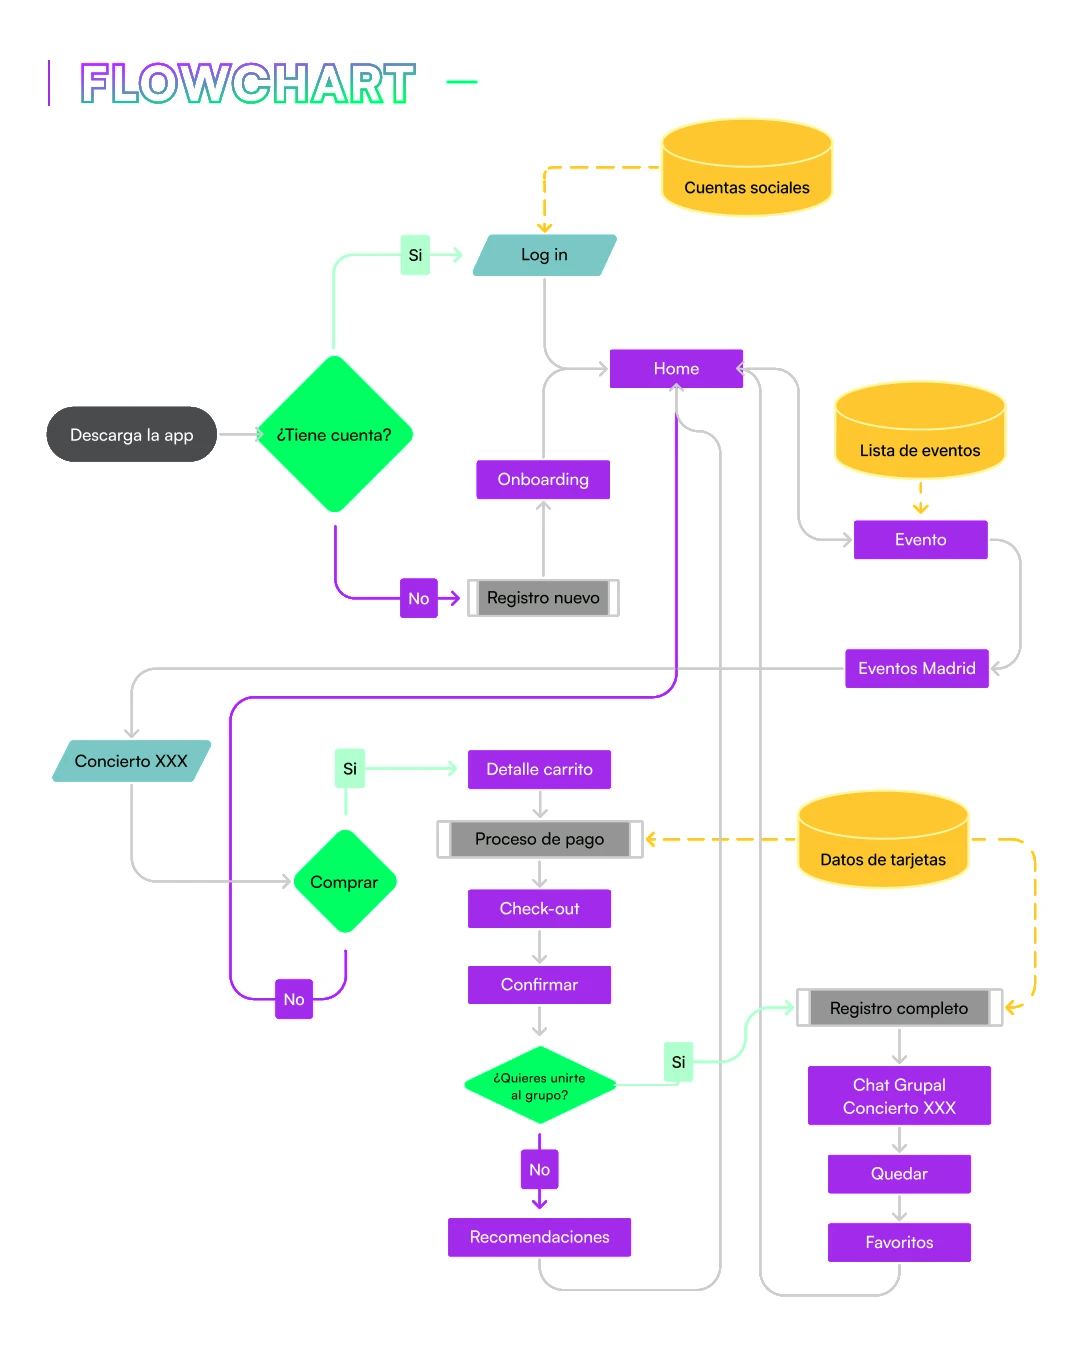 FLOWCHART
Cuentas sociales
Si
Log in
Home
Descarga la app
¿Tiene cuenta?
Lista de eventos
Onboarding
Evento
No
Registro nuevo
Eventos Madrid
Concierto XXX
Si
Detalle carrito
Proceso de pago
Datos de tarjetas
Comprar
Check-out
Confirmar
No
Registro completo
Si
¿Quieres unirte
al grupo?
Chat Grupal
Concierto XXX
No
Quedar
Recomendaciones
Favoritos